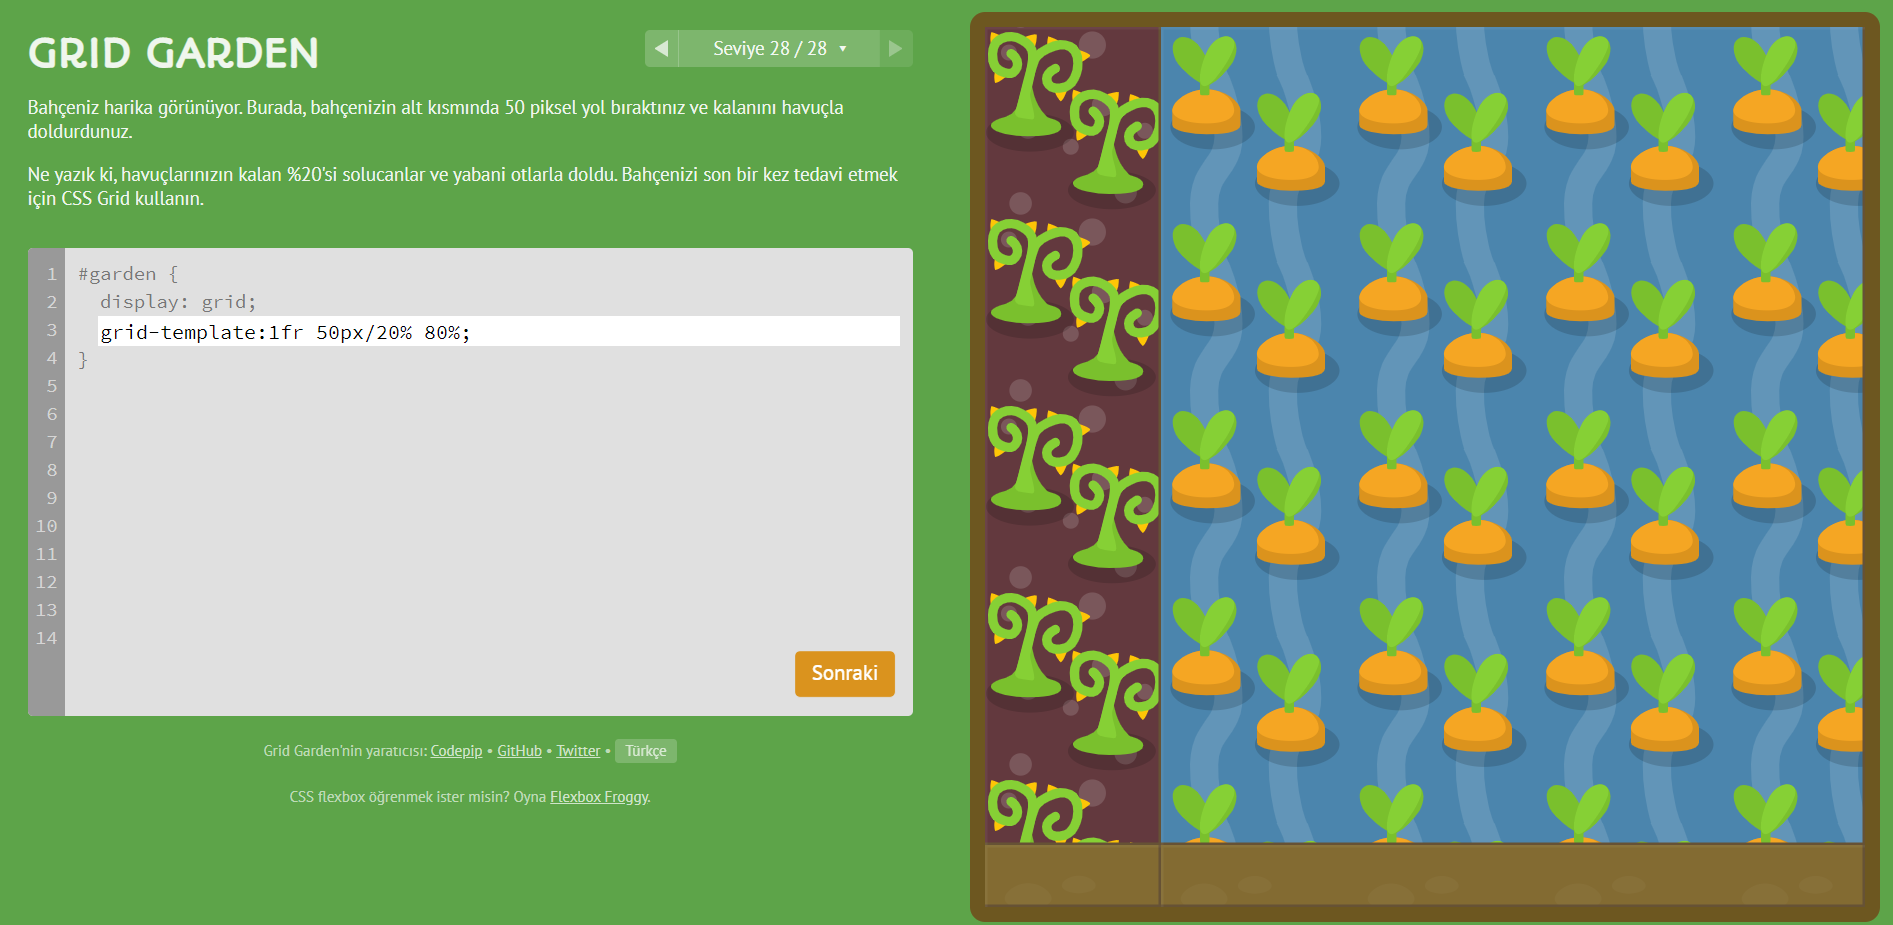 GRID GARDEN
◀ Seviye 28 / 28 ▾ ▶
Bahçeniz harika görünüyor. Burada, bahçenizin alt kısmında 50 piksel yol bıraktınız ve kalanını havuçla
doldurdunuz.
Ne yazık ki, havuçlarınızın kalan %20'si solucanlar ve yabani otlarla doldu. Bahçenizi son bir kez tedavi etmek
için CSS Grid kullanın.
1 #garden {
2 display: grid;
3 grid-template:1fr 50px/20% 80%;
4 }
5
6
7
8
9
10
11
12
13
14
Sonraki
Grid Garden'nin yaratıcısı: Codepip • GitHub • Twitter • Türkçe
CSS flexbox öğrenmek ister misin? Oyna Flexbox Froggy.